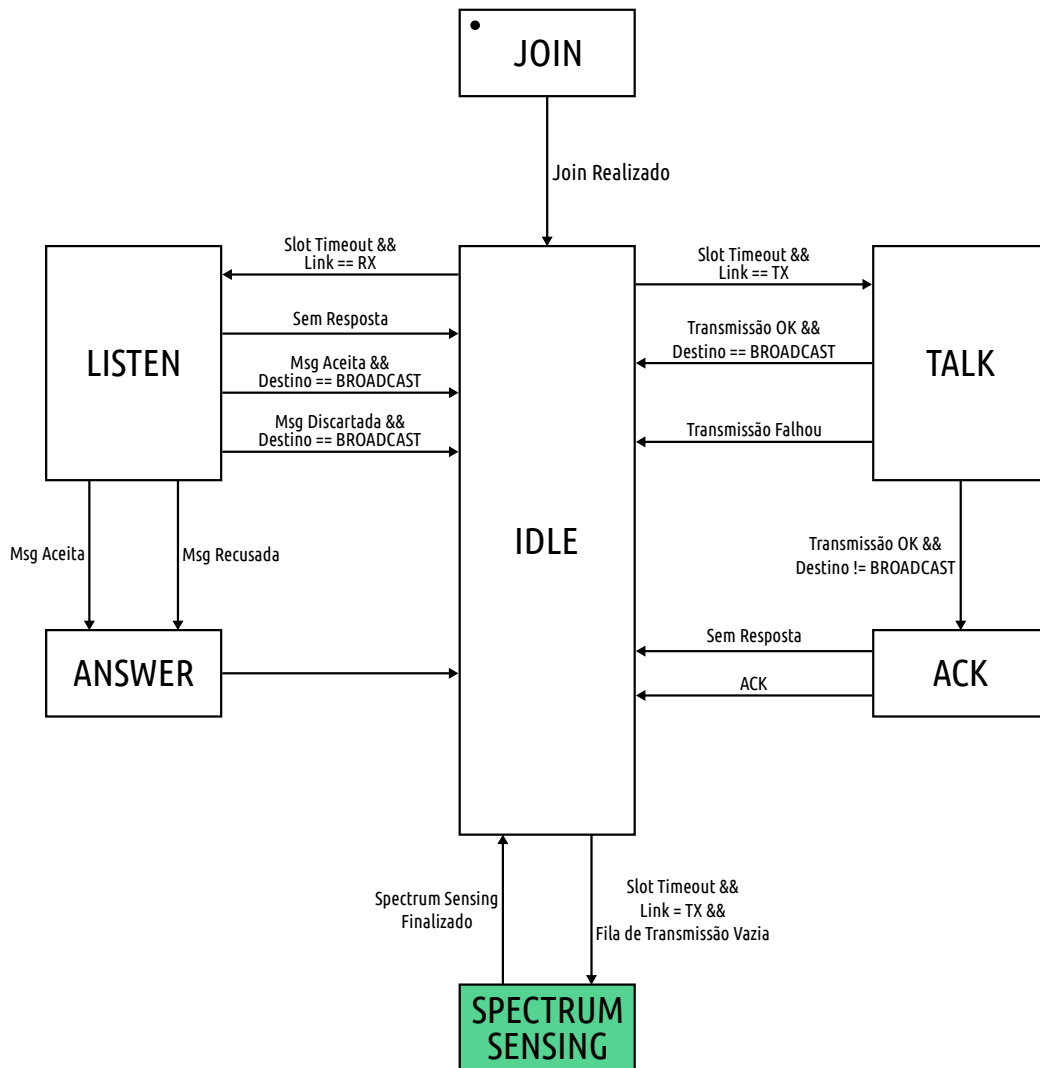 JOIN
Join Realizado
Slot Timeout &&
Link == RX
Slot Timeout &&
Link == TX
Sem Resposta
Transmissão OK &&
Destino == BROADCAST
LISTEN
TALK
Msg Aceita &&
Destino == BROADCAST
Msg Discartada &&
Destino == BROADCAST
Transmissão Falhou
IDLE
Msg Aceita
Msg Recusada
Transmissão OK &&
Destino != BROADCAST
Sem Resposta
ANSWER
ACK
ACK
Spectrum Sensing
Finalizado
Slot Timeout &&
Link = TX &&
Fila de Transmissão Vazia
SPECTRUM
SENSING